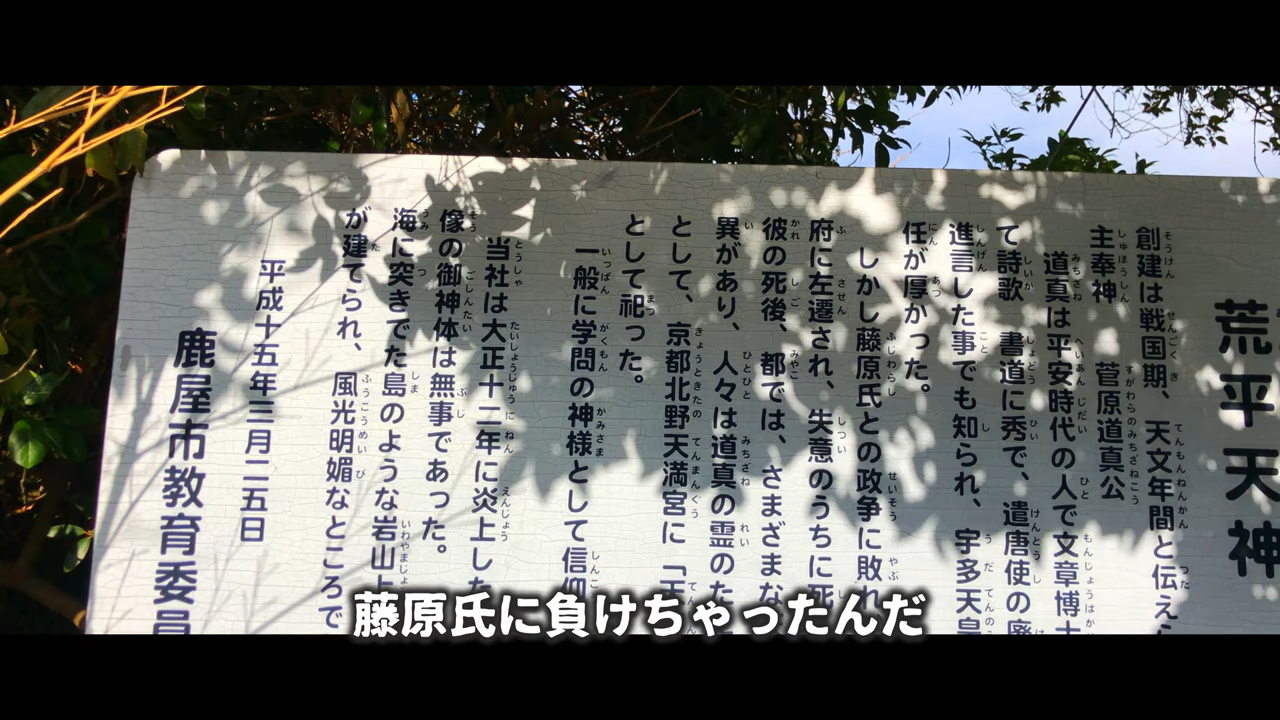 荒平天神
創建は戦国期、天文年間と伝え
主奉神 菅原道真公
道真は平安時代の人で文章博士
て詩歌 書道に秀で、遣唐使の廃
進言した事でも知られ、宇多天皇
任が厚かった。
しかし藤原氏との政争に敗れ
府に左遷され、失意のうちに死
彼の死後、都では、さまざまな
異があり、人々は道真の霊のた
として、京都北野天満宮に「天
として祀った。
一般に学問の神様として信仰
当社は大正十二年に炎上した
像の御神体は無事であった。
海に突きでた島のような岩山上
が建てられ、風光明媚なところで
平成十五年三月二五日
鹿屋市教育委員
藤原氏に負けちゃったんだ